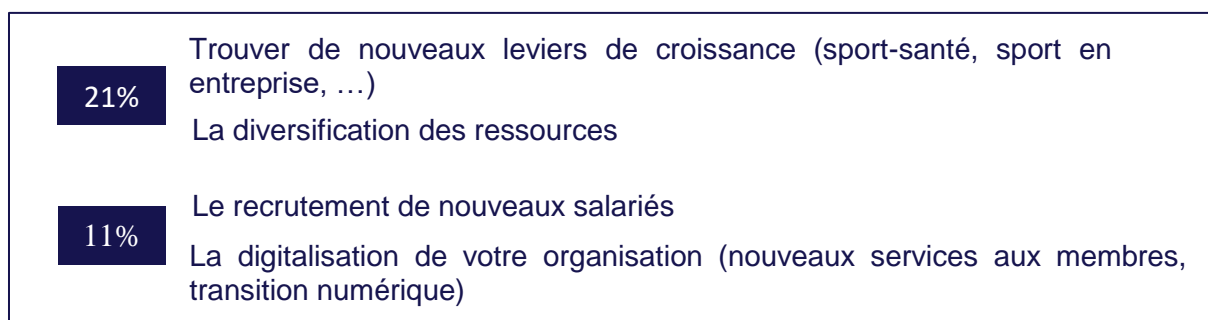 Trouver de nouveaux leviers de croissance (sport-santé, sport en
entreprise, …)
21%
La diversification des ressources
Le recrutement de nouveaux salariés
11%
La digitalisation de votre organisation (nouveaux services aux membres,
transition numérique)